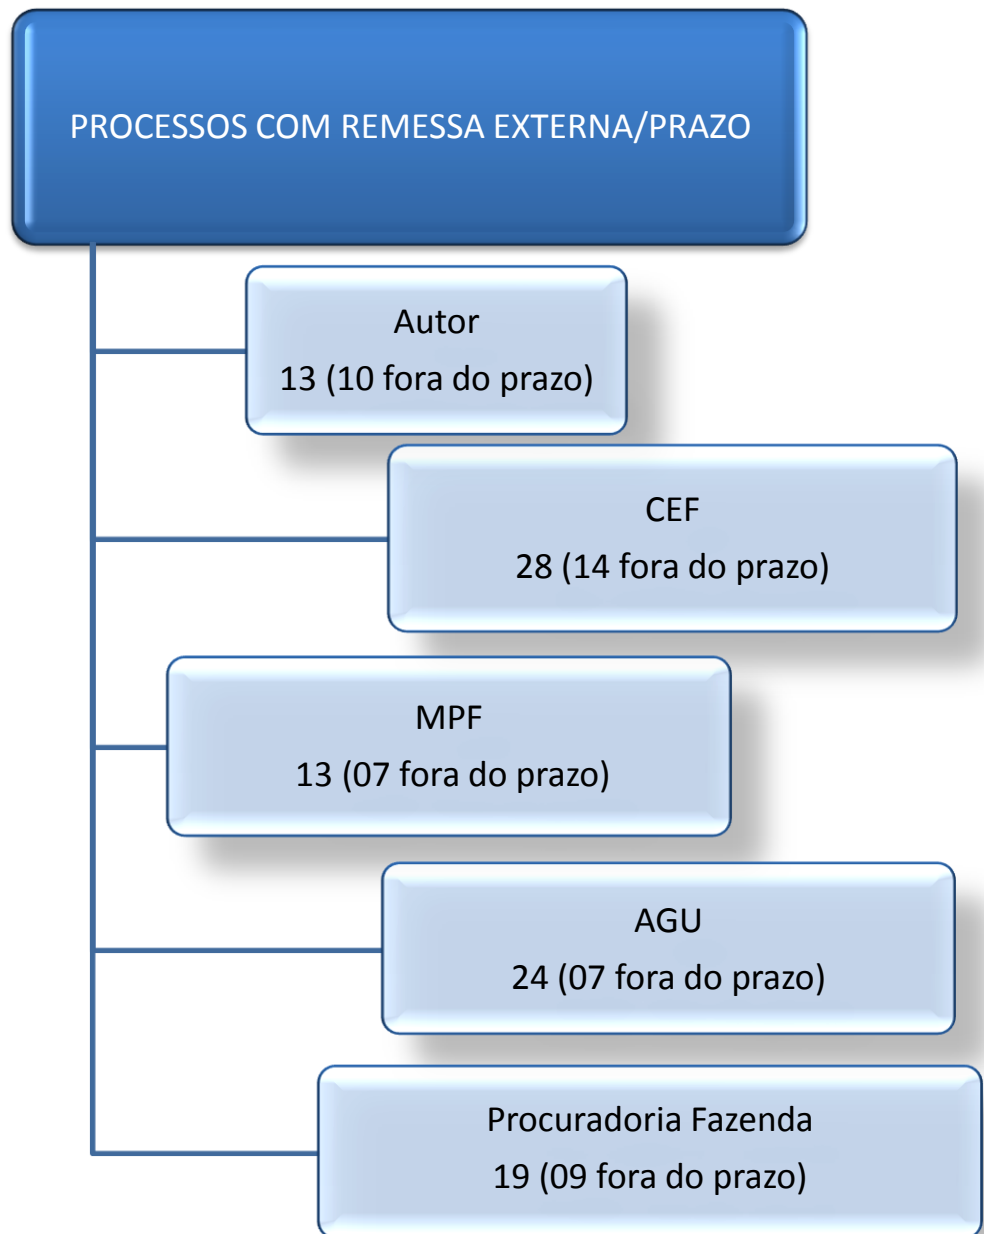 PROCESSOS COM REMESSA EXTERNA/PRAZO
Autor
13 (10 fora do prazo)
CEF
28 (14 fora do prazo)
MPF
13 (07 fora do prazo)
AGU
24 (07 fora do prazo)
Procuradoria Fazenda
19 (09 fora do prazo)